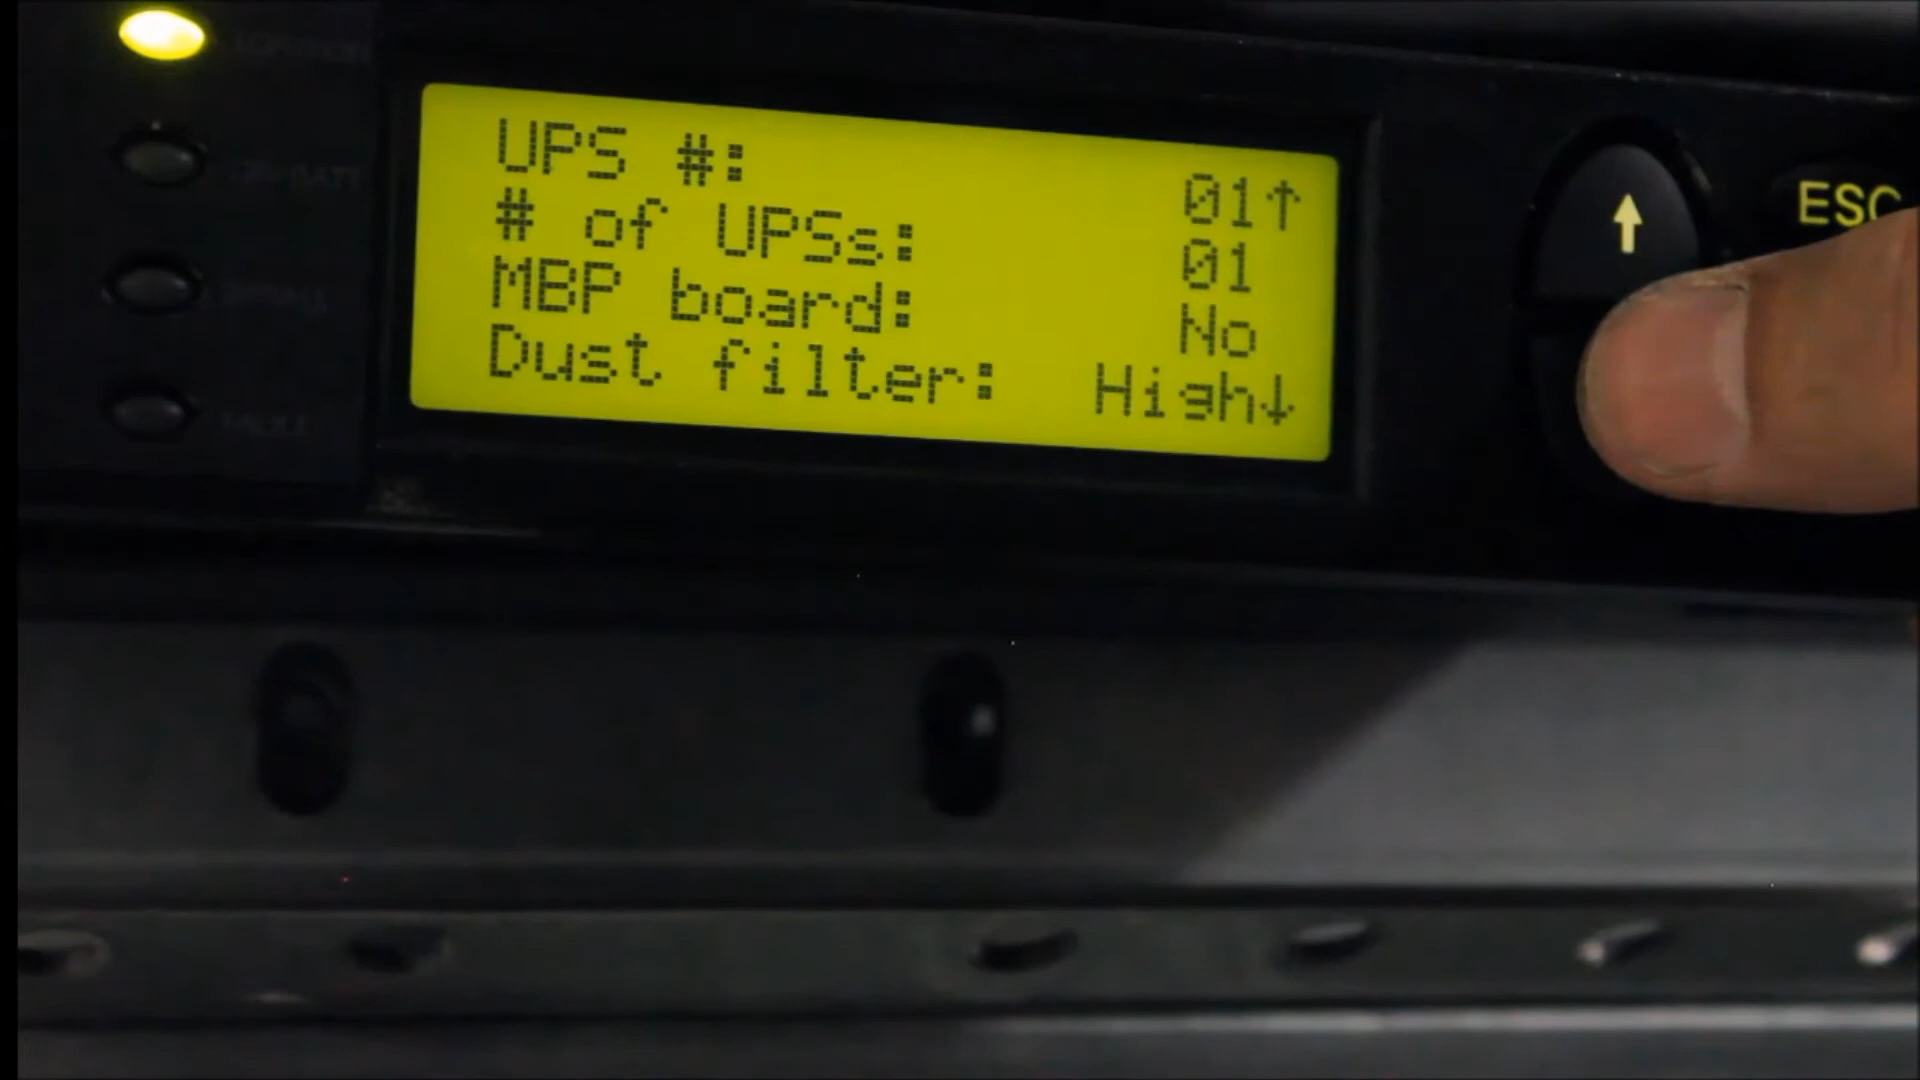 UPS #: 01↑
# of UPSs: 01
MBP board: No
Dust filter: High↓
ESC